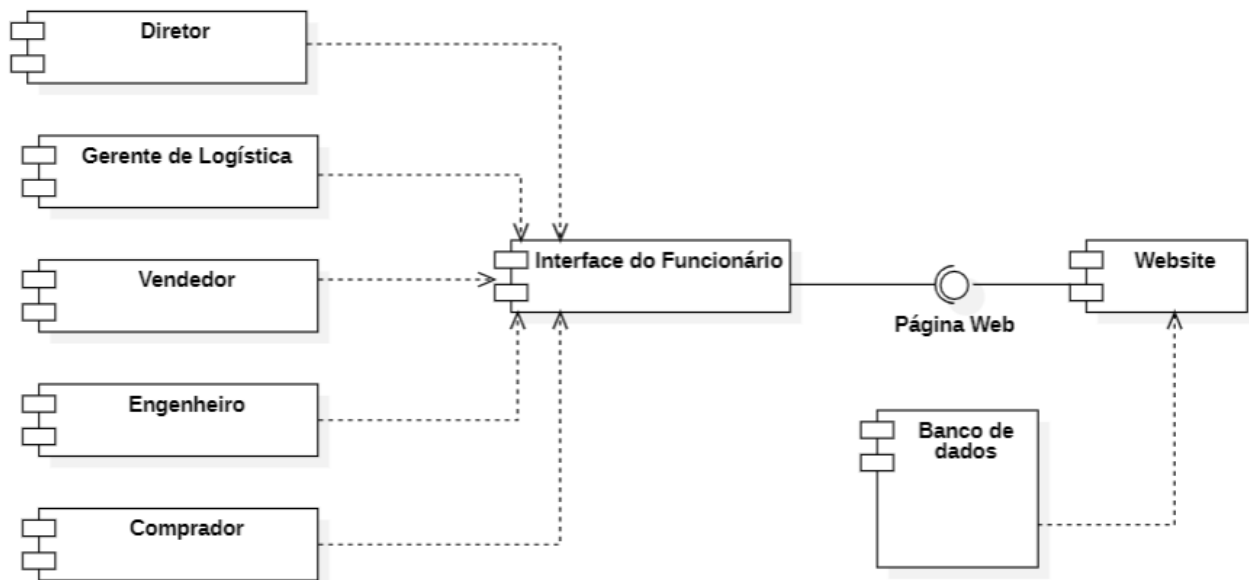 Diretor
Gerente de Logística
Vendedor
Engenheiro
Comprador
Interface do Funcionário
Página Web
Website
Banco de
dados